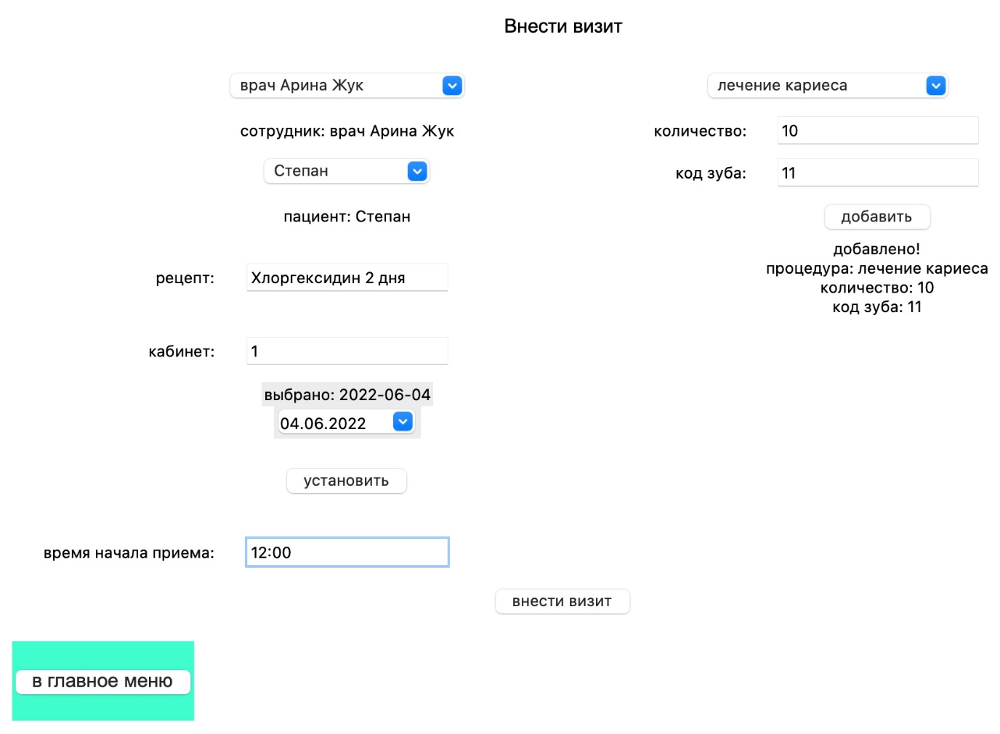 Внести визит
врач Арина Жук
сотрудник: врач Арина Жук
Степан
пациент: Степан
рецепт: Хлоргексидин 2 дня
кабинет: 1
выбрано: 2022-06-04
04.06.2022
установить
время начала приема: 12:00
лечение кариеса
количество: 10
код зуба: 11
добавить
добавлено!
процедура: лечение кариеса
количество: 10
код зуба: 11
внести визит
в главное меню